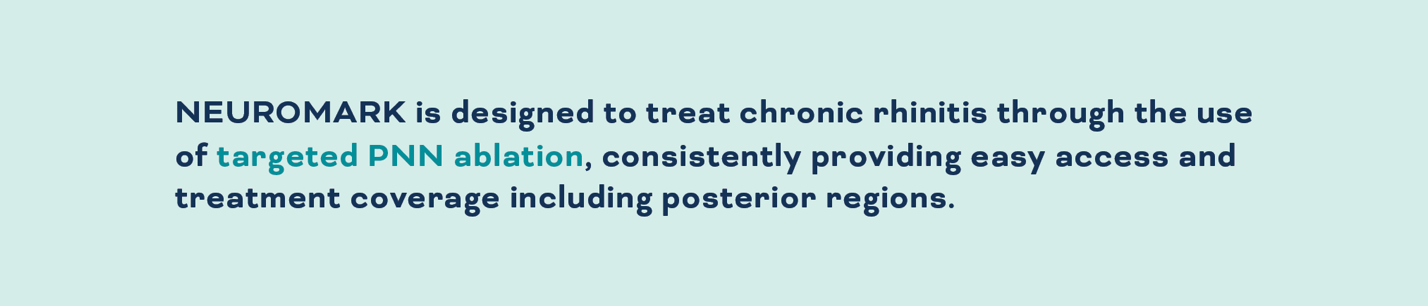 NEUROMARK is designed to treat chronic rhinitis through the use
of targeted PNN ablation, consistently providing easy access and
treatment coverage including posterior regions.